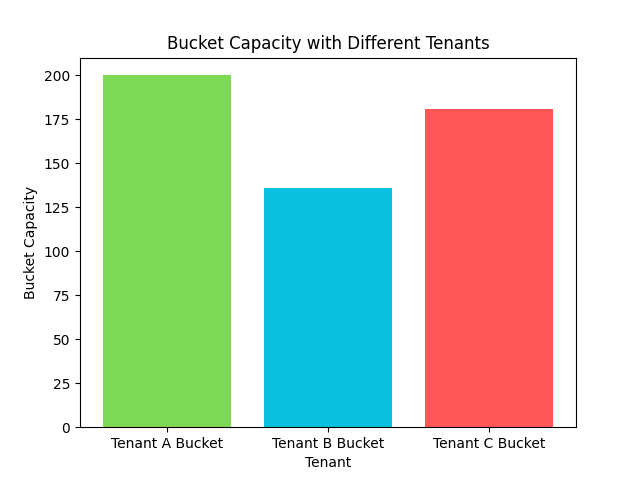 Bucket Capacity with Different Tenants
200
175
150
125
100
75
50
25
0
Bucket Capacity
Tenant A Bucket Tenant B Bucket Tenant C Bucket
Tenant